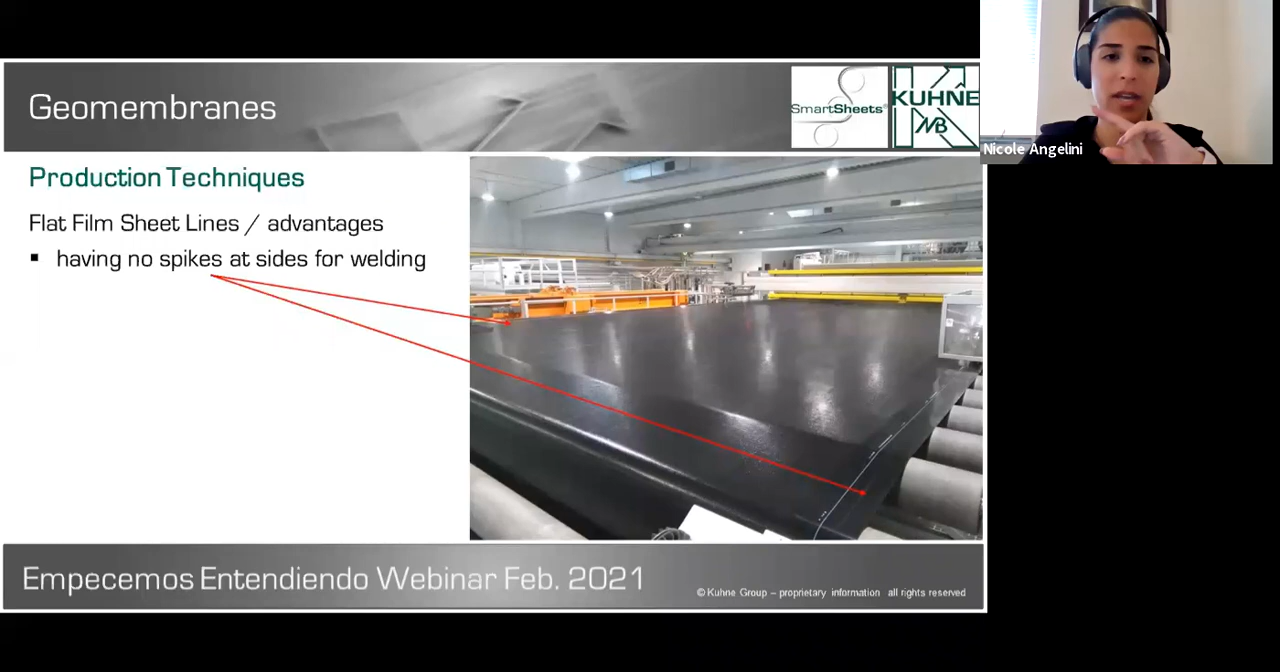 Geomembranes
SmartSheets®
KUHNE
NB
Nicole Angelini
Production Techniques
Flat Film Sheet Lines / advantages
▪ having no spikes at sides for welding
Empecemos Entendiendo Webinar Feb. 2021
© Kuhne Group – proprietary information all rights reserved